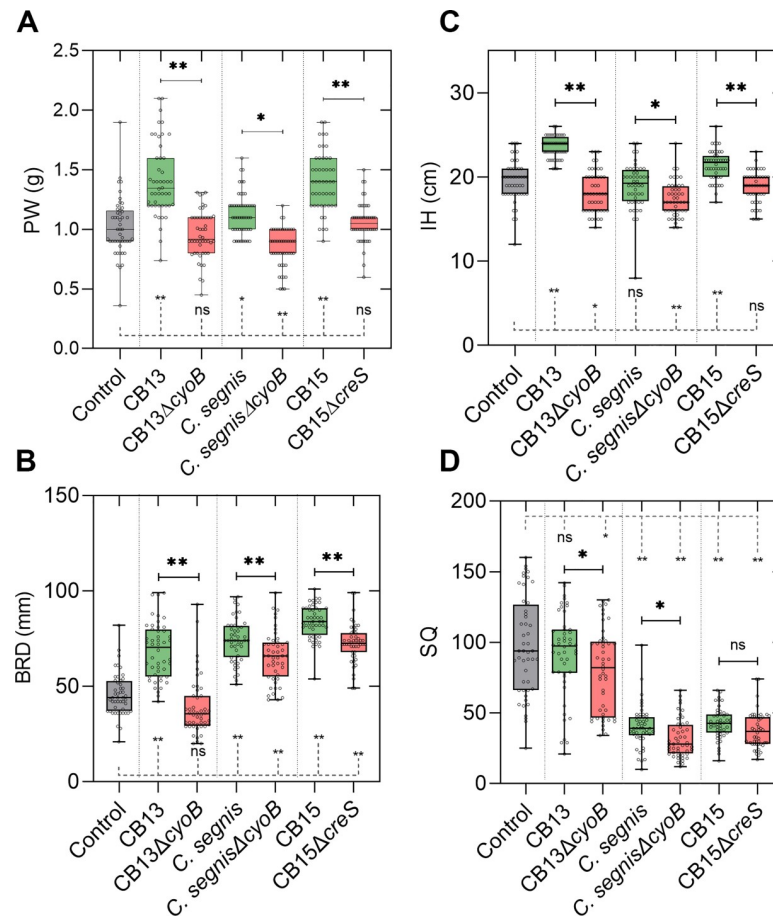 A
PW (g)
2.5
2.0
1.5
1.0
0.5
0.0
** * **
** ns * ** ** ns
Control
CB13
CB13ΔcyoB
C. segnis
C. segnisΔcyoB
CB15
CB15ΔcreS
C
IH (cm)
30
20
10
0
** * **
** * ns ** ** ns
Control
CB13
CB13ΔcyoB
C. segnis
C. segnisΔcyoB
CB15
CB15ΔcreS
B
BRD (mm)
150
100
50
0
** ** **
** ns ** ** ** **
Control
CB13
CB13ΔcyoB
C. segnis
C. segnisΔcyoB
CB15
CB15ΔcreS
D
SQ
200
150
100
50
0
ns * ** ** ** **
* * ns
Control
CB13
CB13ΔcyoB
C. segnis
C. segnisΔcyoB
CB15
CB15ΔcreS